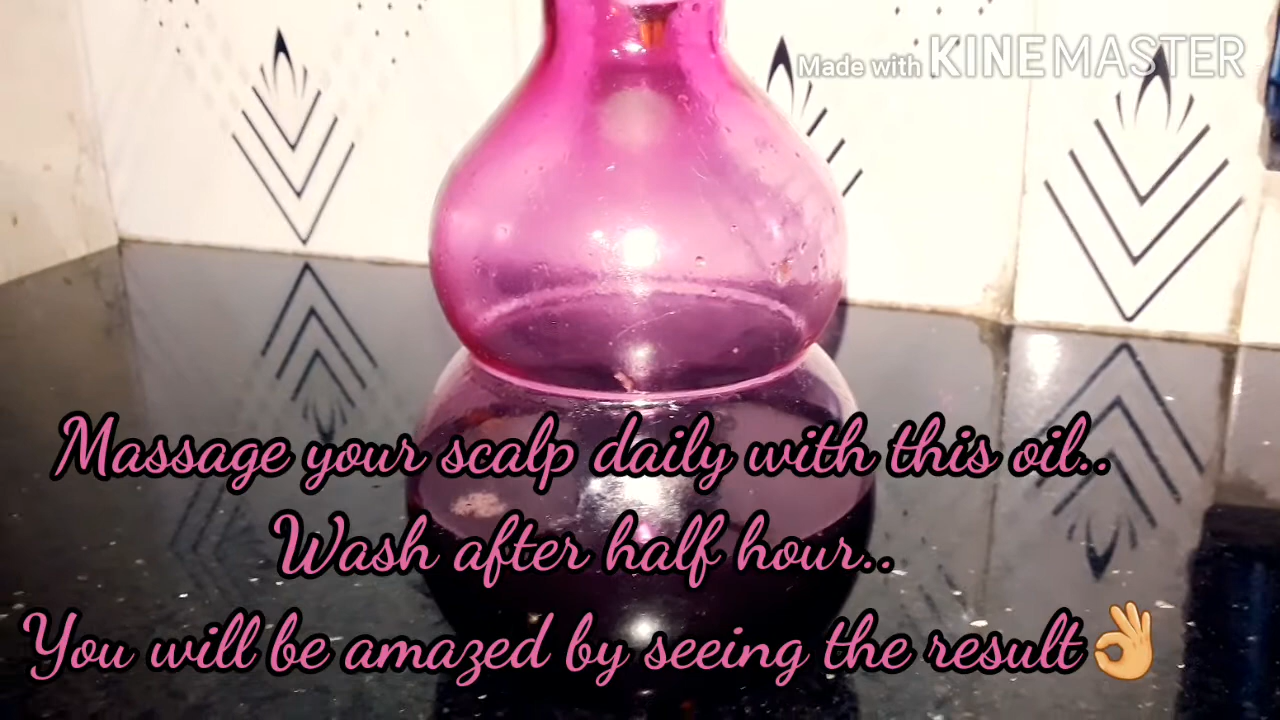 Made with KINEMASTER
Massage your scalp daily with this oil..
Wash after half hour..
You will be amazed by seeing the result👌